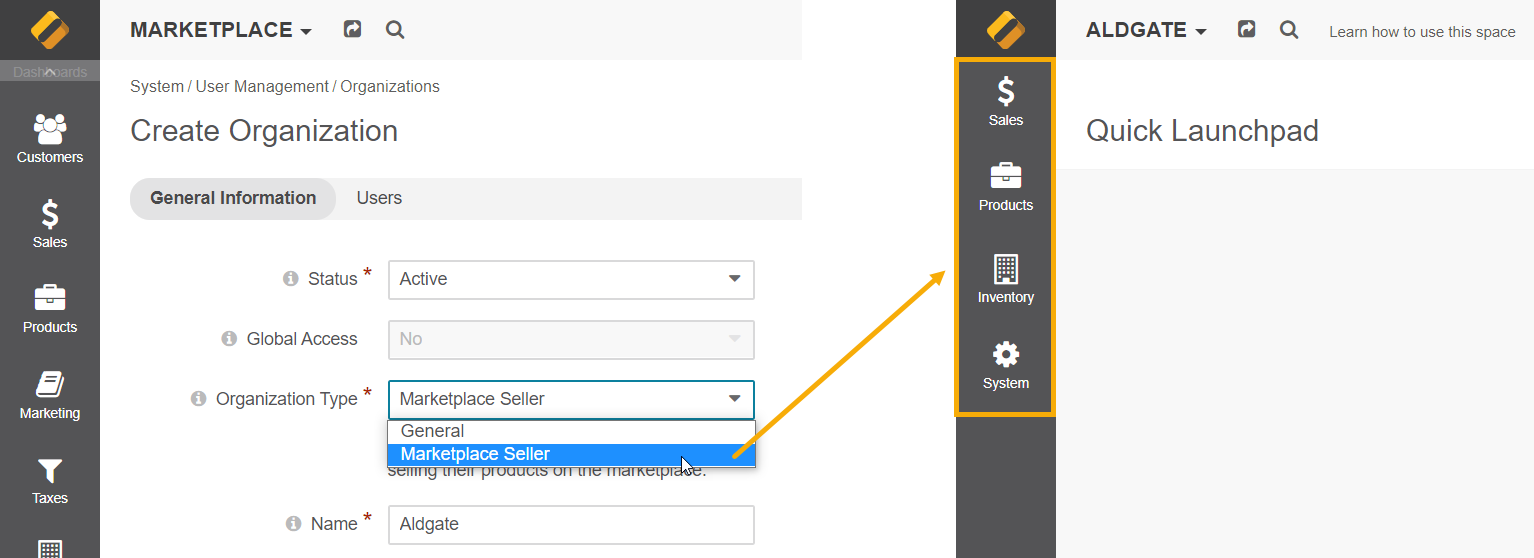 MARKETPLACE
Dashboards
Customers
Sales
Products
Marketing
Taxes
System / User Management / Organizations
Create Organization
General Information
Users
Status *
Active
Global Access
No
Organization Type *
Marketplace Seller
General
Marketplace Seller
selling their products on the marketplace.
Name *
Aldgate
ALDGATE
Learn how to use this space
Sales
Products
Inventory
System
Quick Launchpad